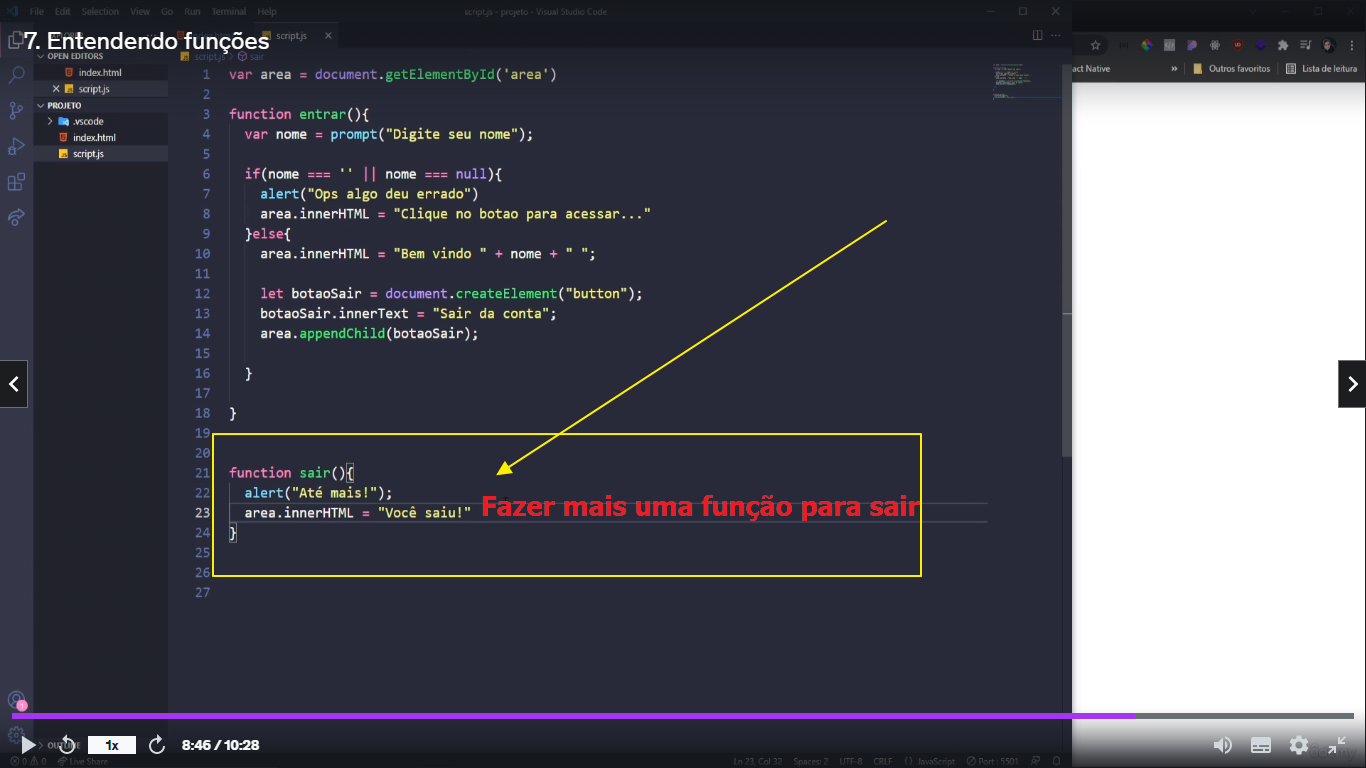 File Edit Selection View Go Run Terminal Help
script.js - projeto - Visual Studio Code
7. Entendendo funções
script.js
script.js > sair
OPEN EDITORS
index.html
script.js
PROJETO
.vscode
index.html
script.js
act Native
Outros favoritos
Lista de leitura
1 var area = document.getElementById('area')
2
3 function entrar(){
4 var nome = prompt("Digite seu nome");
5
6 if(nome === '' || nome === null){
7 alert("Ops algo deu errado")
8 area.innerHTML = "Clique no botao para acessar..."
9 }else{
10 area.innerHTML = "Bem vindo " + nome + " ";
11
12 let botaoSair = document.createElement("button");
13 botaoSair.innerText = "Sair da conta";
14 area.appendChild(botaoSair);
15
16 }
17
18 }
19
20
21 function sair(){
22 alert("Até mais!");
23 area.innerHTML = "Você saiu!"
Fazer mais uma função para sair
24 }
25
26
27
1
OUTLINE
1x
8:46 / 10:28
0 0 Live Share
Ln 23, Col 32 Spaces: 2 UTF-8 CRLF JavaScript Port : 5501